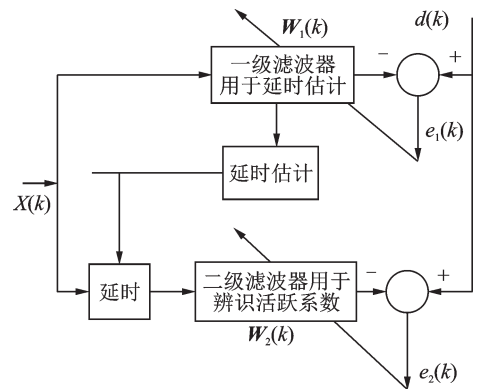 W₁(k)
d(k)
一级滤波器
用于延时估计
−
+
e₁(k)
延时估计
X(k)
延时
二级滤波器用于
辨识活跃系数
−
+
W₂(k)
e₂(k)